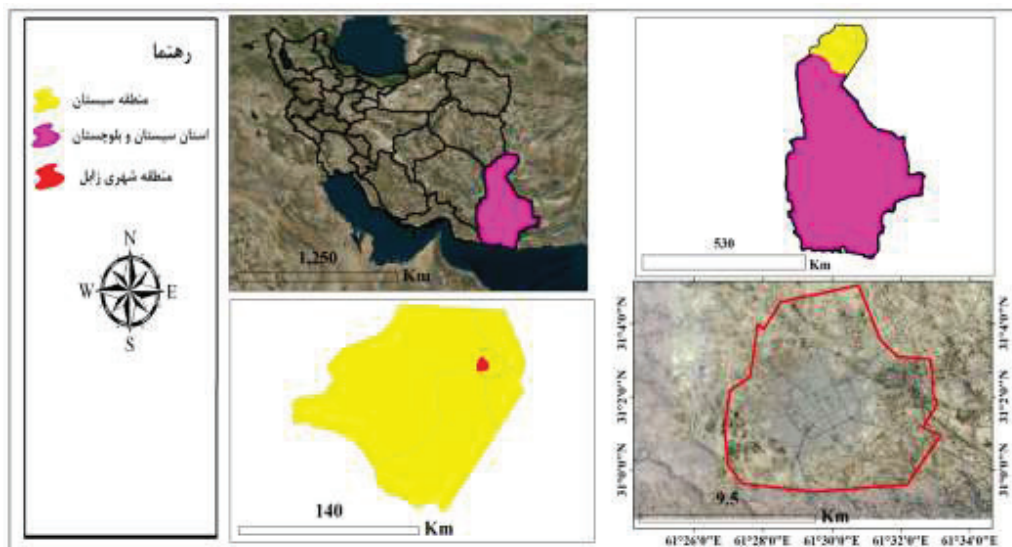 رهنما
منطقه سیستان
استان سیستان و بلوچستان
منطقه شهری زابل
N
W E
S
1,250
Km
530
Km
140
Km
9.5
Km
31°4'0"N
31°2'0"N
31°0'0"N
31°4'0"N
31°2'0"N
31°0'0"N
61°26'0"E 61°28'0"E 61°30'0"E 61°32'0"E 61°34'0"E